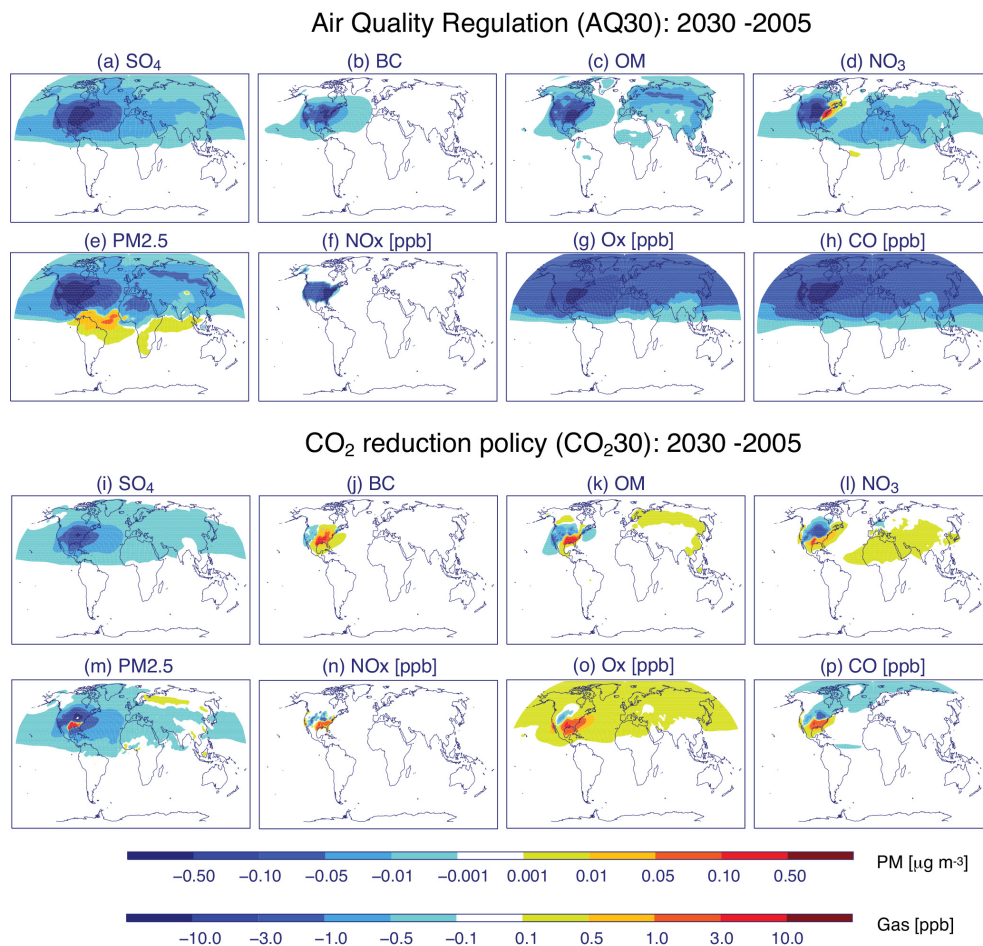 Air Quality Regulation (AQ30): 2030 -2005
(a) SO₄ (b) BC (c) OM (d) NO₃
(e) PM2.5 (f) NOx [ppb] (g) Ox [ppb] (h) CO [ppb]
CO₂ reduction policy (CO₂30): 2030 -2005
(i) SO₄ (j) BC (k) OM (l) NO₃
(m) PM2.5 (n) NOx [ppb] (o) Ox [ppb] (p) CO [ppb]
PM [µg m⁻³]
−0.50 −0.10 −0.05 −0.01 −0.001 0.001 0.01 0.05 0.10 0.50
Gas [ppb]
−10.0 −3.0 −1.0 −0.5 −0.1 0.1 0.5 1.0 3.0 10.0